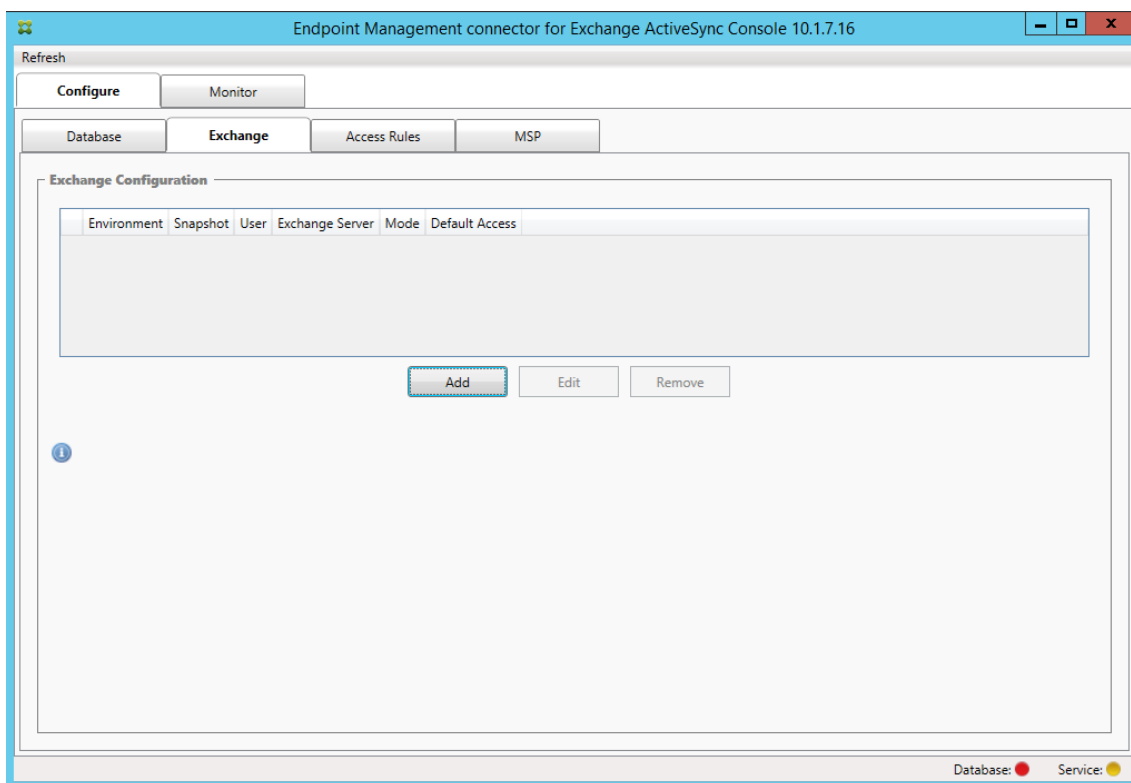 Endpoint Management connector for Exchange ActiveSync Console 10.1.7.16
Refresh
Configure Monitor
Database Exchange Access Rules MSP
Exchange Configuration
Environment Snapshot User Exchange Server Mode Default Access
Add Edit Remove
Database: Service: